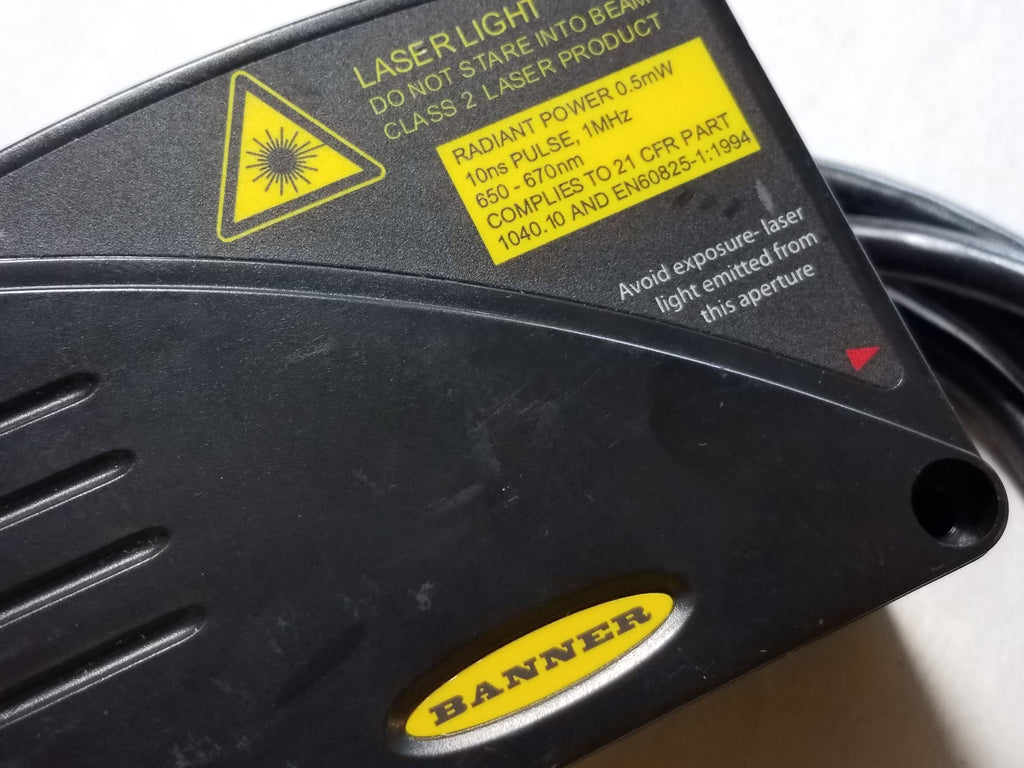 LASER LIGHT
DO NOT STARE INTO BEAM
CLASS 2 LASER PRODUCT
RADIANT POWER 0.5mW
10ns PULSE, 1MHz
650 - 670nm
COMPLIES TO 21 CFR PART
1040.10 AND EN60825-1:1994
Avoid exposure- laser
light emitted from
this aperture
BANNER